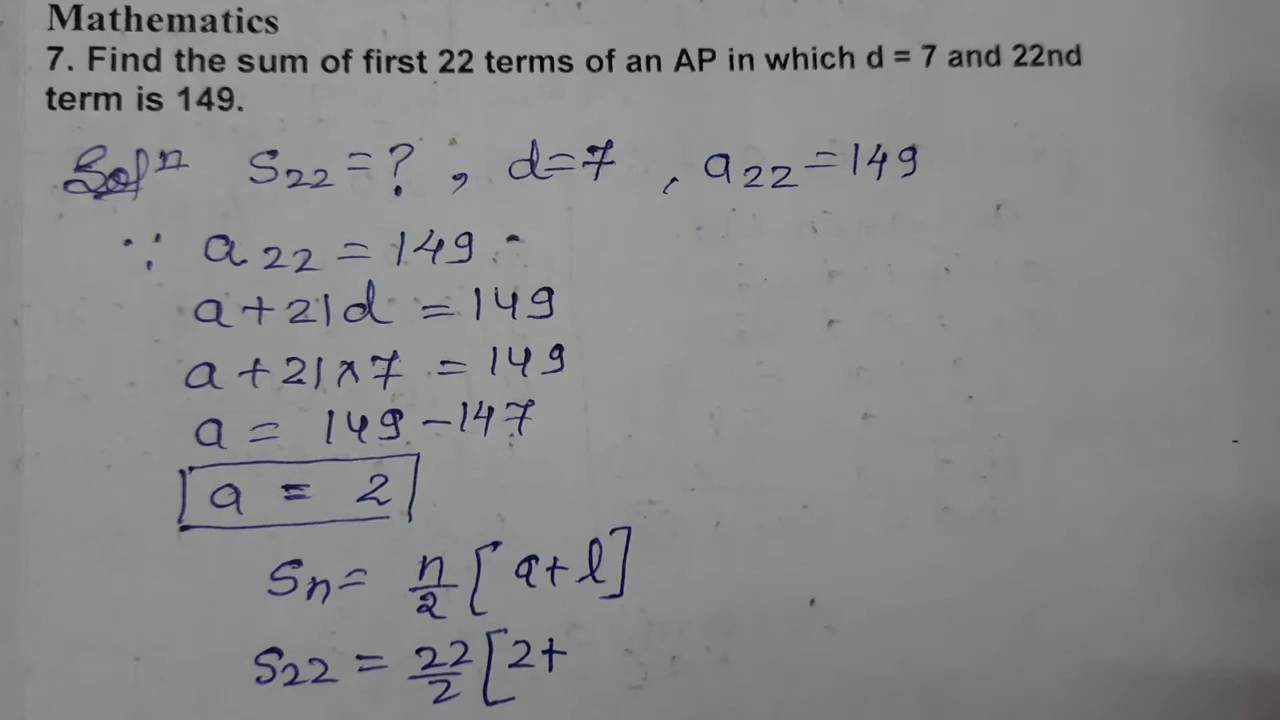 Mathematics
7. Find the sum of first 22 terms of an AP in which d = 7 and 22nd
term is 149.
Solⁿ S₂₂ = ? , d=7 , a₂₂ = 149
∵ a₂₂ = 149
a + 21d = 149
a + 21 × 7 = 149
a = 149 - 147
a = 2
Sₙ = n/2 [a + l]
S₂₂ = 22/2 [2 +